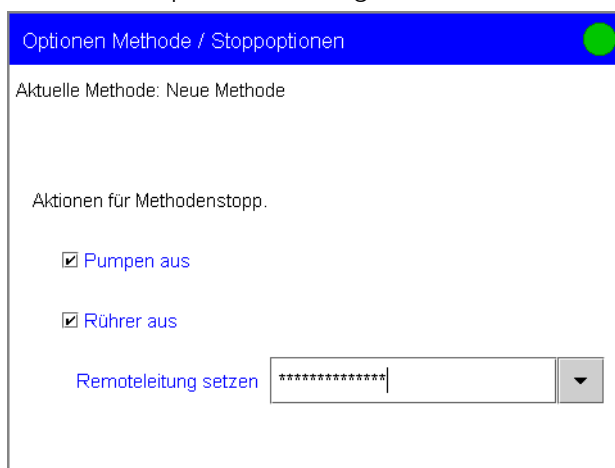 Optionen Methode / Stoppoptionen
Aktuelle Methode: Neue Methode
Aktionen für Methodenstopp.
Pumpen aus
Rührer aus
Remoteleitung setzen **************